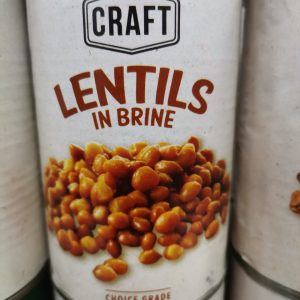 CRAFT
LENTILS
IN BRINE
CHOICE GRADE